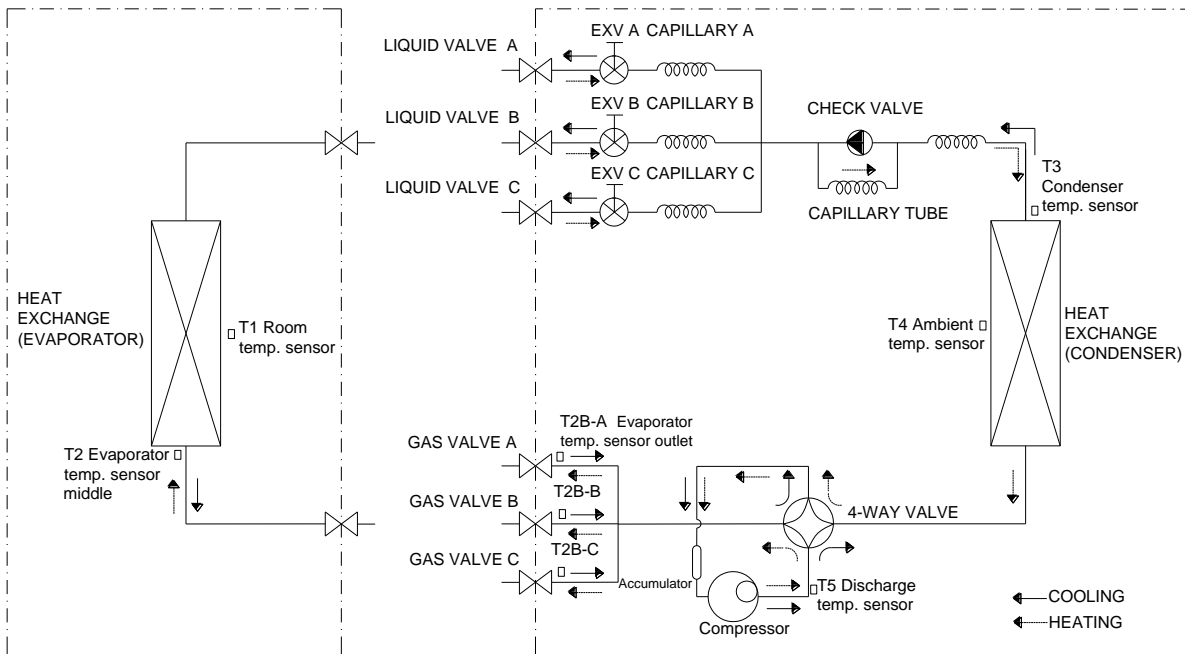 LIQUID VALVE  A
EXV A CAPILLARY A
LIQUID VALVE  B
EXV B CAPILLARY B
LIQUID VALVE  C
EXV C CAPILLARY C
CHECK VALVE
CAPILLARY TUBE
T3
Condenser
temp. sensor
HEAT
EXCHANGE
(EVAPORATOR)
T1 Room
temp. sensor
T4 Ambient
temp. sensor
HEAT
EXCHANGE
(CONDENSER)
T2 Evaporator
temp. sensor
middle
GAS VALVE A
T2B-A  Evaporator
temp. sensor outlet
GAS VALVE B
T2B-B
GAS VALVE C
T2B-C
4-WAY VALVE
Accumulator
Compressor
T5 Discharge
temp. sensor
COOLING
HEATING